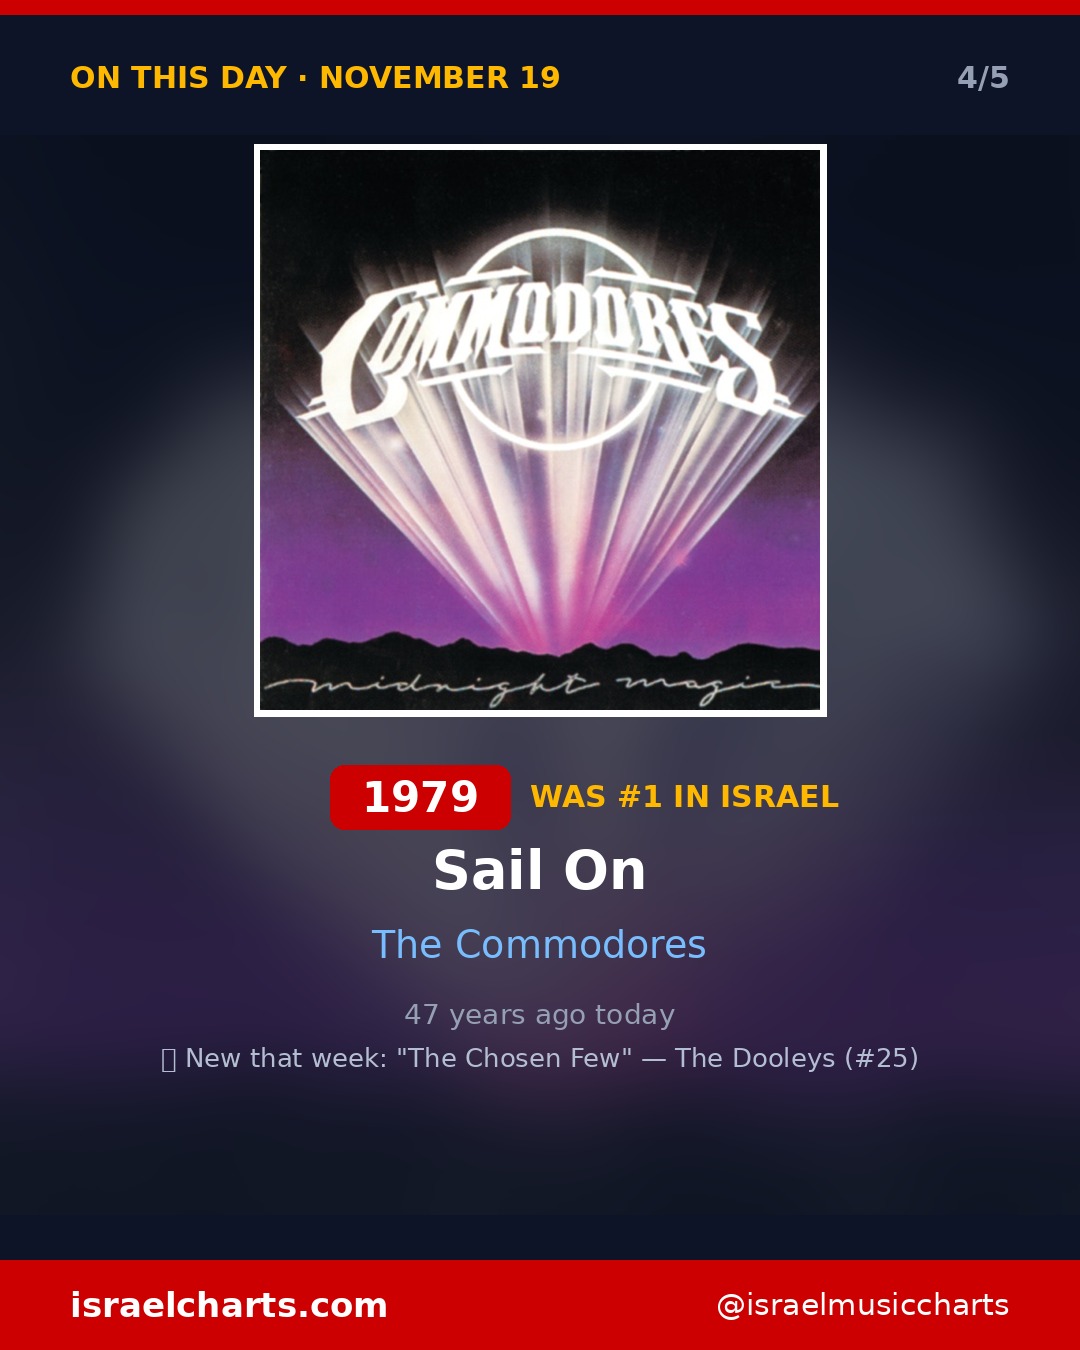 ON THIS DAY · NOVEMBER 19
4/5
COMMODORES
midnight magic
1979 WAS #1 IN ISRAEL
Sail On
The Commodores
47 years ago today
New that week: "The Chosen Few" — The Dooleys (#25)
israelcharts.com
@israelmusiccharts